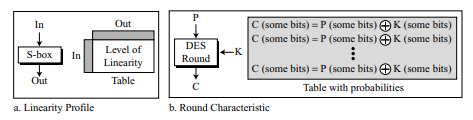 In
Out
S-box
In
Level of
Linearity
Out
Table
a. Linearity Profile
P
DES
Round
K
C
C (some bits) = P (some bits) ⊕ K (some bits)
C (some bits) = P (some bits) ⊕ K (some bits)
C (some bits) = P (some bits) ⊕ K (some bits)
Table with probabilities
b. Round Characteristic